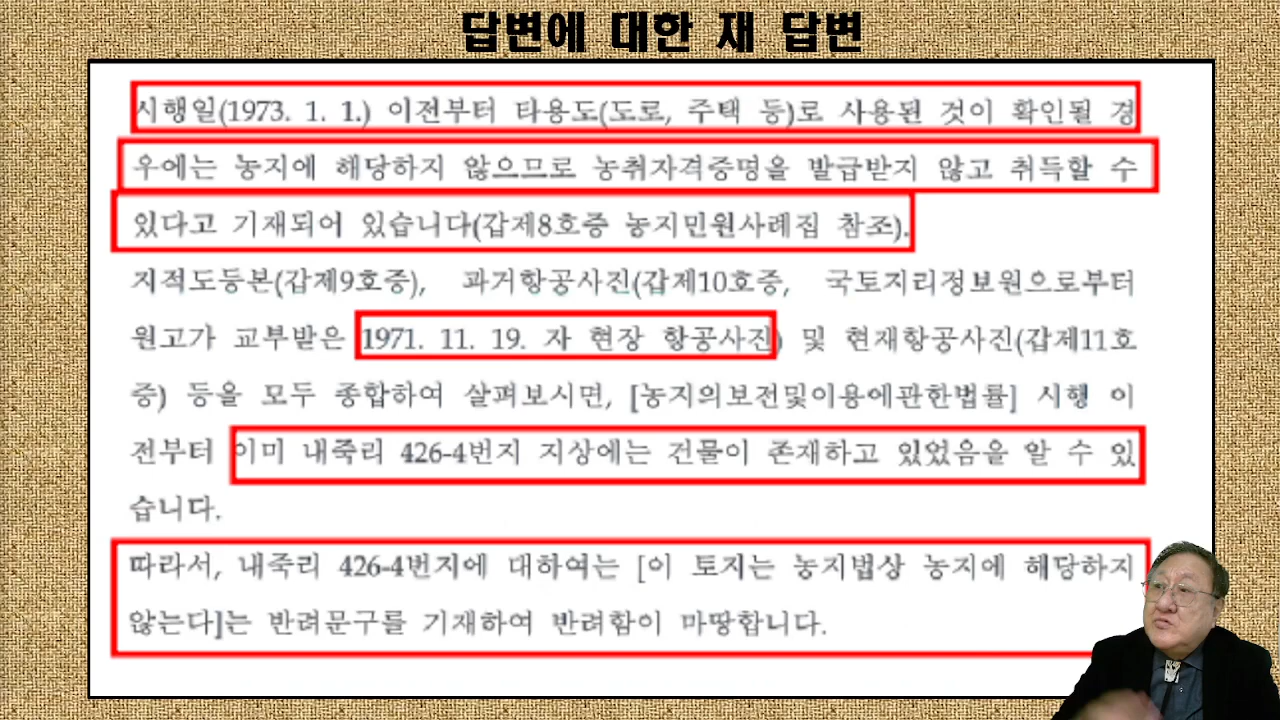 답변에 대한 재 답변
시행일(1973. 1. 1.) 이전부터 타용도(도로, 주택 등)로 사용된 것이 확인될 경
우에는 농지에 해당하지 않으므로 농취자격증명을 발급받지 않고 취득할 수
있다고 기재되어 있습니다(갑제8호증 농지민원사례집 참조).
지적도등본(갑제9호증), 과거항공사진(갑제10호증, 국토지리정보원으로부터
원고가 교부받은 1971. 11. 19. 자 현장 항공사진) 및 현재항공사진(갑제11호
증) 등을 모두 종합하여 살펴보시면, [농지의보전및이용에관한법률] 시행 이
전부터 이미 내죽리 426-4번지 지상에는 건물이 존재하고 있었음을 알 수 있
습니다.
따라서, 내죽리 426-4번지에 대하여는 [이 토지는 농지법상 농지에 해당하지
않는다]는 반려문구를 기재하여 반려함이 마땅합니다.